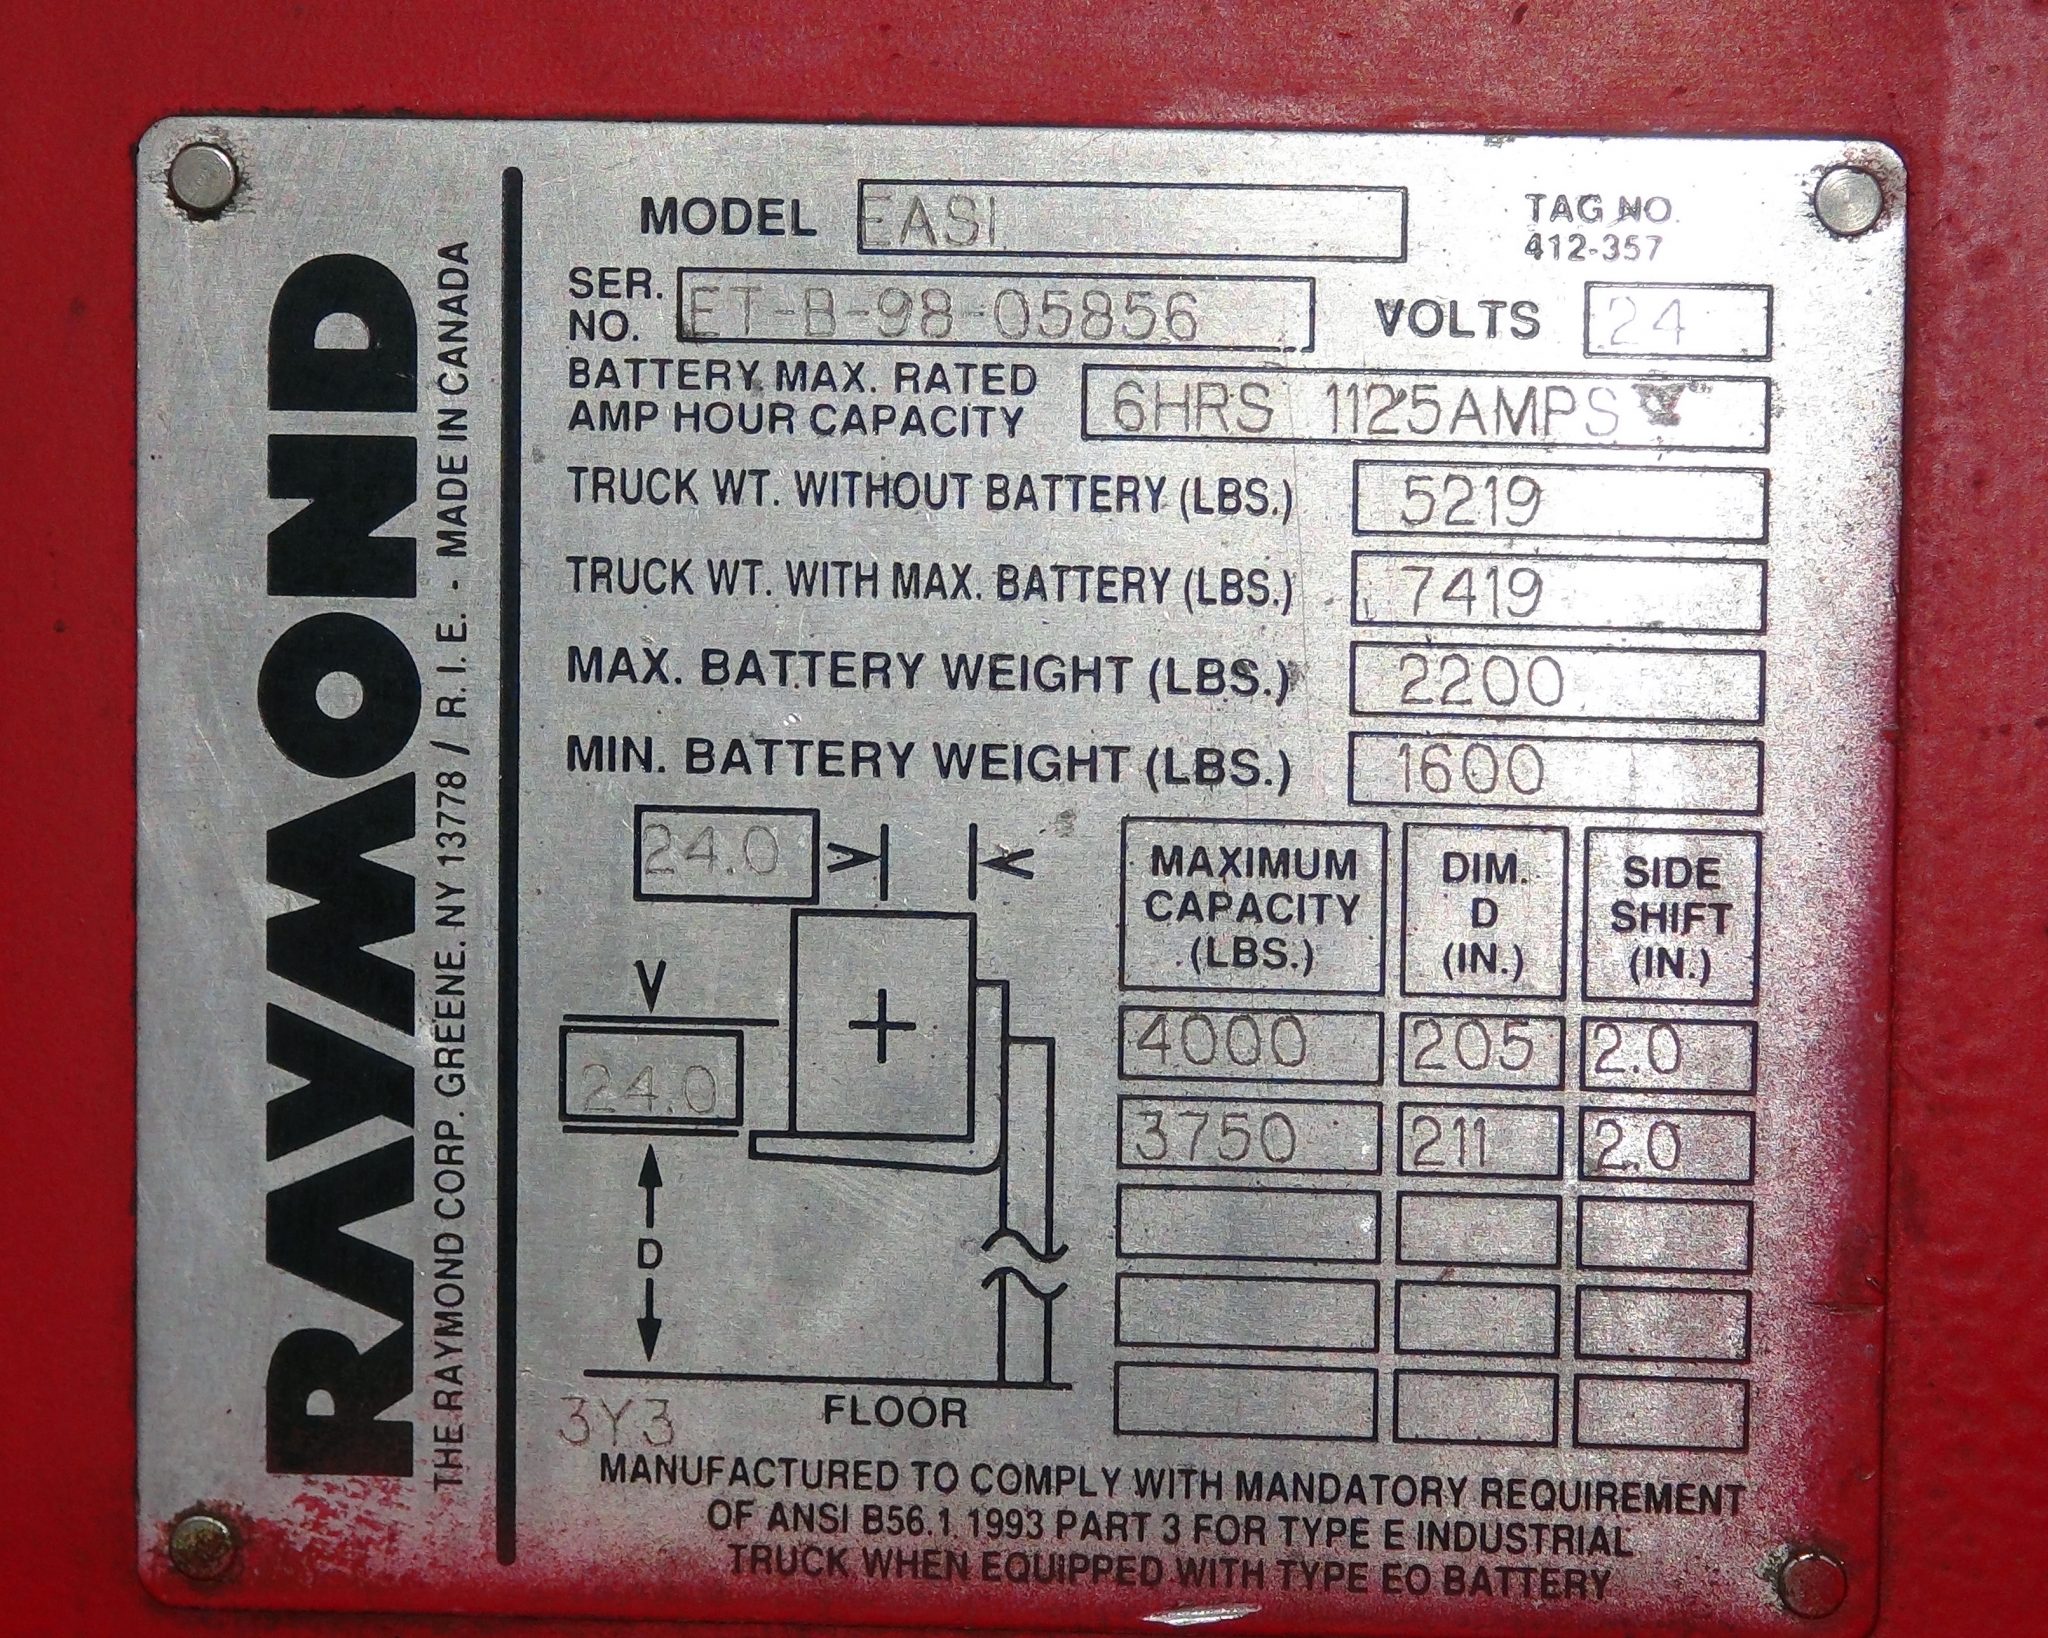 RAYMOND
THE RAYMOND CORP. GREENE. NY 13778 / R. I. E. - MADE IN CANADA
MODEL EASI
TAG NO.
412-357
SER.
NO. ET-B-98-05856
VOLTS 24
BATTERY MAX. RATED
AMP HOUR CAPACITY
6HRS 1125AMPS
TRUCK WT. WITHOUT BATTERY (LBS.) 5219
TRUCK WT. WITH MAX. BATTERY (LBS.) 7419
MAX. BATTERY WEIGHT (LBS.) 2200
MIN. BATTERY WEIGHT (LBS.) 1600
24.0
24.0
D
FLOOR
3Y3
MAXIMUM
CAPACITY
(LBS.)
DIM.
D
(IN.)
SIDE
SHIFT
(IN.)
4000 205 2.0
3750 211 2.0
MANUFACTURED TO COMPLY WITH MANDATORY REQUIREMENT
OF ANSI B56.1. 1993 PART 3 FOR TYPE E INDUSTRIAL
TRUCK WHEN EQUIPPED WITH TYPE EO BATTERY